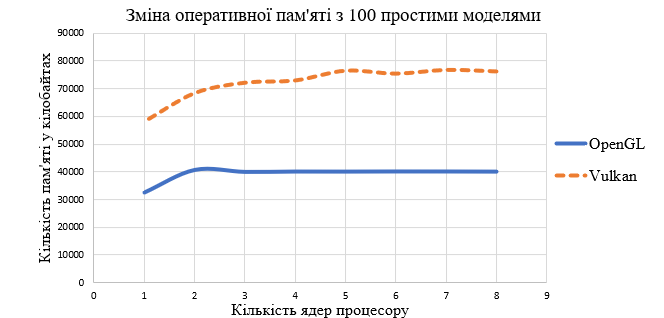 Зміна оперативної пам'яті з 100 простими моделями
Кількість пам'яті у кілобайтах
90000
80000
70000
60000
50000
40000
30000
20000
10000
0
0 1 2 3 4 5 6 7 8 9
Кількість ядер процесору
OpenGL
Vulkan